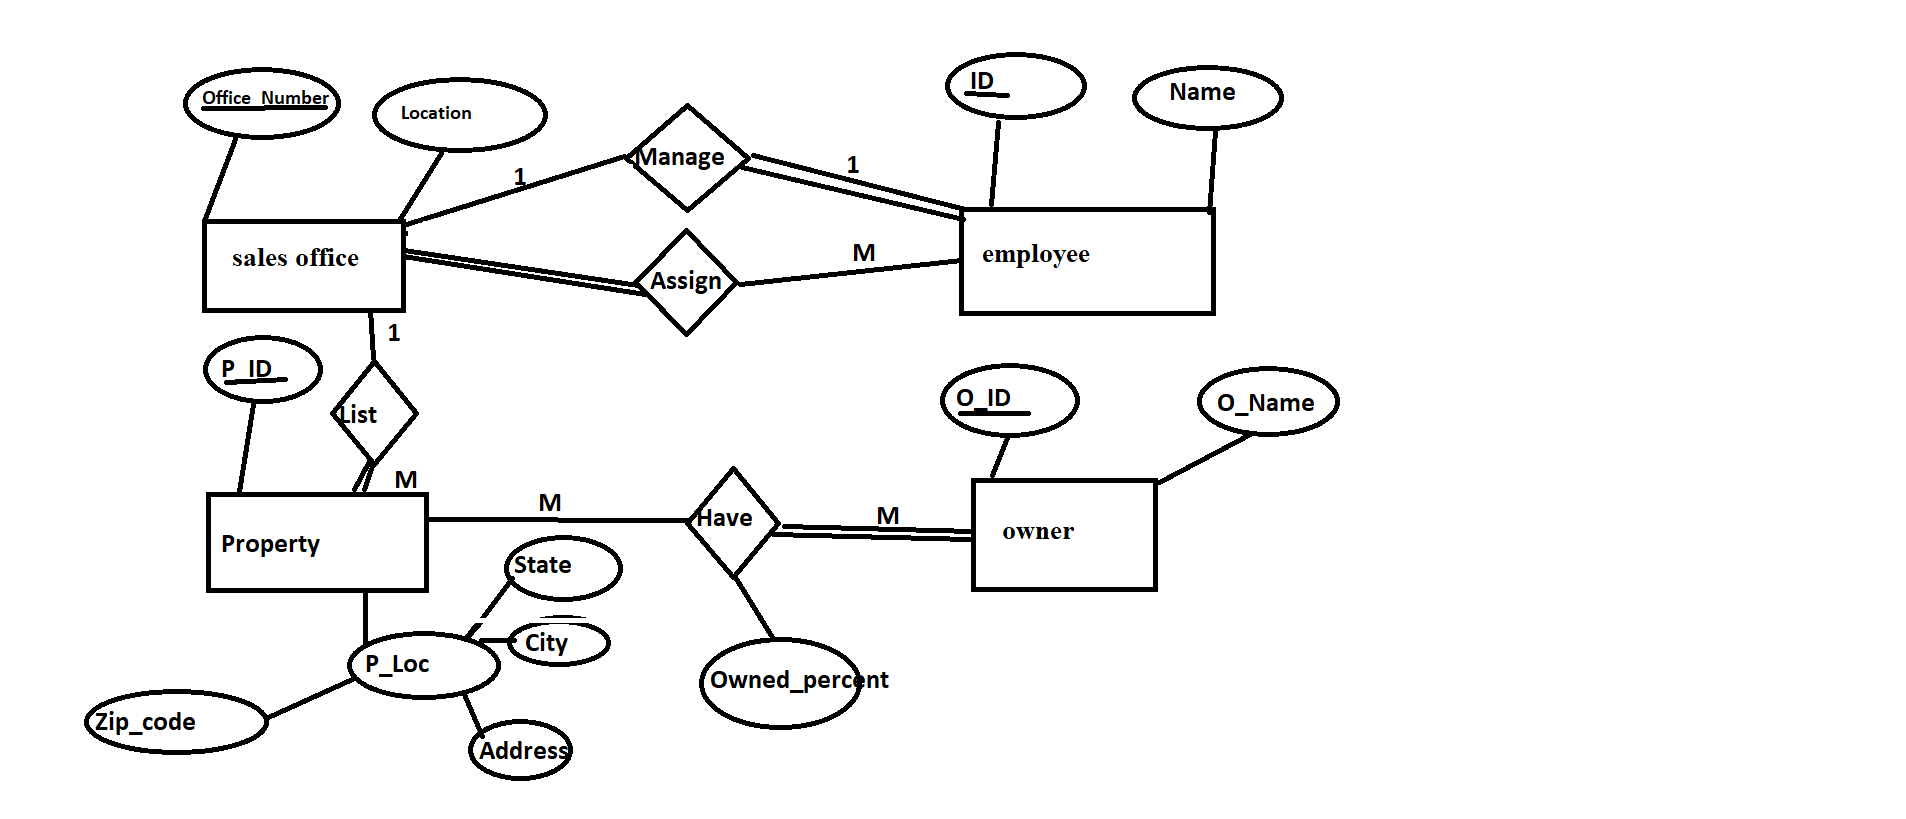 Office_Number
Location
ID
Name
Manage
1
1
sales office
employee
Assign
M
1
P_ID
List
O_ID
O_Name
M
Property
M
Have
M
owner
State
City
P_Loc
Owned_percent
Zip_code
Address